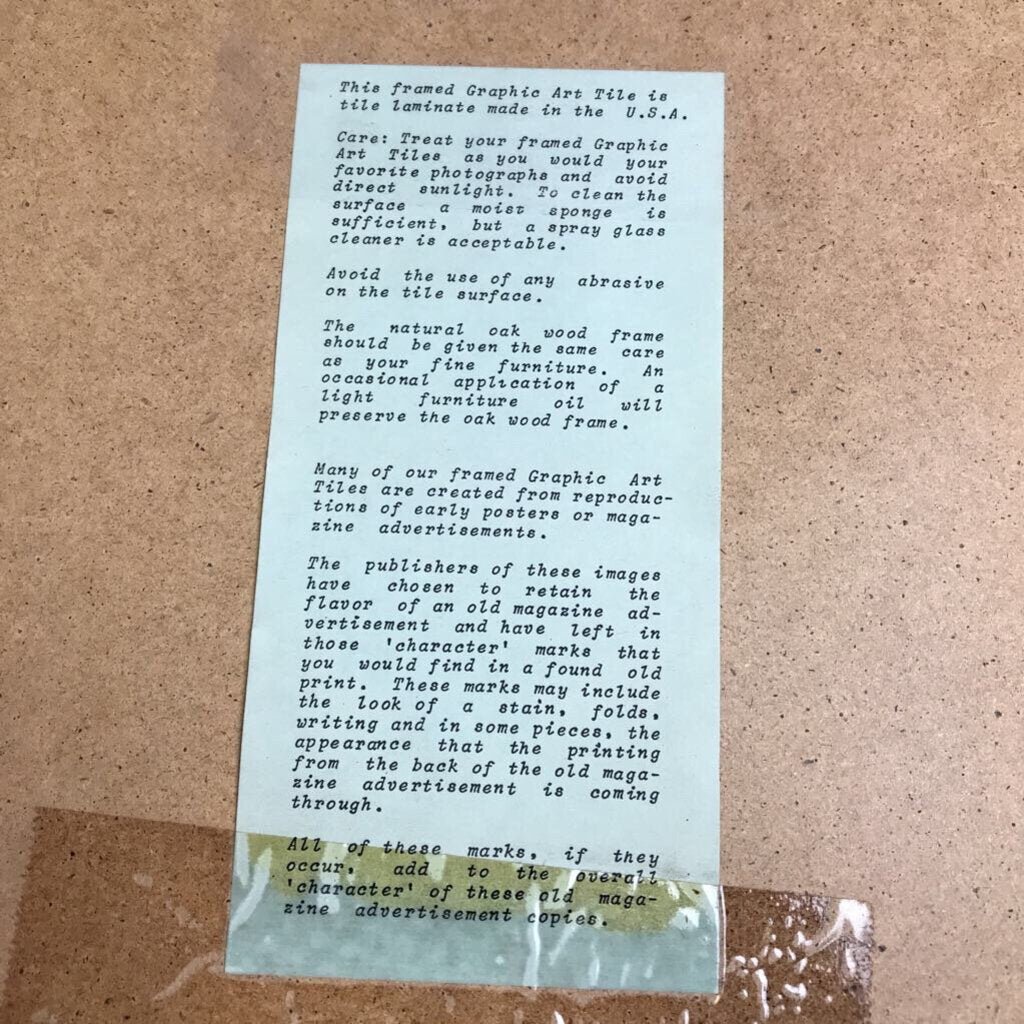 This framed Graphic Art Tile is
tile laminate made in the U.S.A.
Care: Treat your framed Graphic
Art Tiles as you would your
favorite photographs and avoid
direct sunlight. To clean the
surface a moist sponge is
sufficient, but a spray glass
cleaner is acceptable.
Avoid the use of any abrasive
on the tile surface.
The natural oak wood frame
should be given the same care
as your fine furniture. An
occasional application of a
light furniture oil will
preserve the oak wood frame.
Many of our framed Graphic Art
Tiles are created from reproduc-
tions of early posters or maga-
zine advertisements.
The publishers of these images
have chosen to retain the
flavor of an old magazine ad-
vertisement and have left in
those 'character' marks that
you would find in a found old
print. These marks may include
the look of a stain, folds,
writing and in some pieces, the
appearance that the printing
from the back of the old maga-
zine advertisement is coming
through.
All of these marks, if they
occur, add to the overall
'character' of these old maga-
zine advertisement copies.